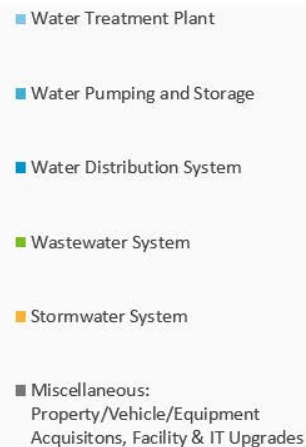 Water Treatment Plant
Water Pumping and Storage
Water Distribution System
Wastewater System
Stormwater System
Miscellaneous:
Property/Vehicle/Equipment
Acquisitons, Facility & IT Upgrades